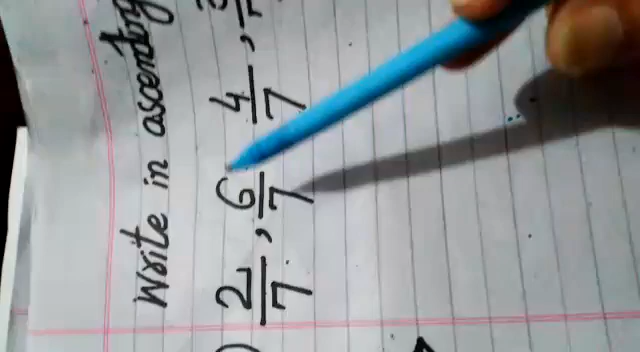 Write in ascending
) 2/7, 6/7 4/7,